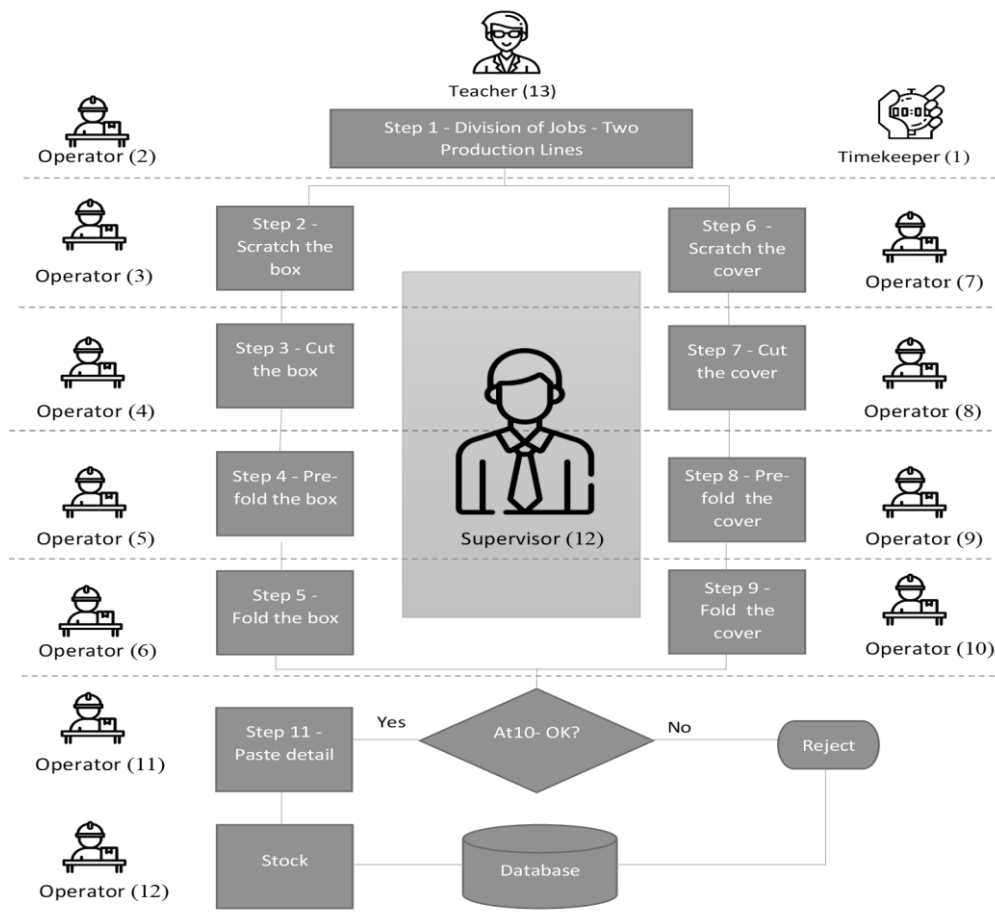 Teacher (13)
Operator (2)
Step 1 - Division of Jobs - Two
Production Lines
Timekeeper (1)
Operator (3)
Step 2 -
Scratch the
box
Step 6 -
Scratch the
cover
Operator (7)
Operator (4)
Step 3 - Cut
the box
Step 7 - Cut
the cover
Operator (8)
Operator (5)
Step 4 - Pre-
fold the box
Supervisor (12)
Step 8 - Pre-
fold the
cover
Operator (9)
Operator (6)
Step 5 -
Fold the box
Step 9 -
Fold the
cover
Operator (10)
Operator (11)
Step 11 -
Paste detail
Yes
At10- OK?
No
Reject
Operator (12)
Stock
Database